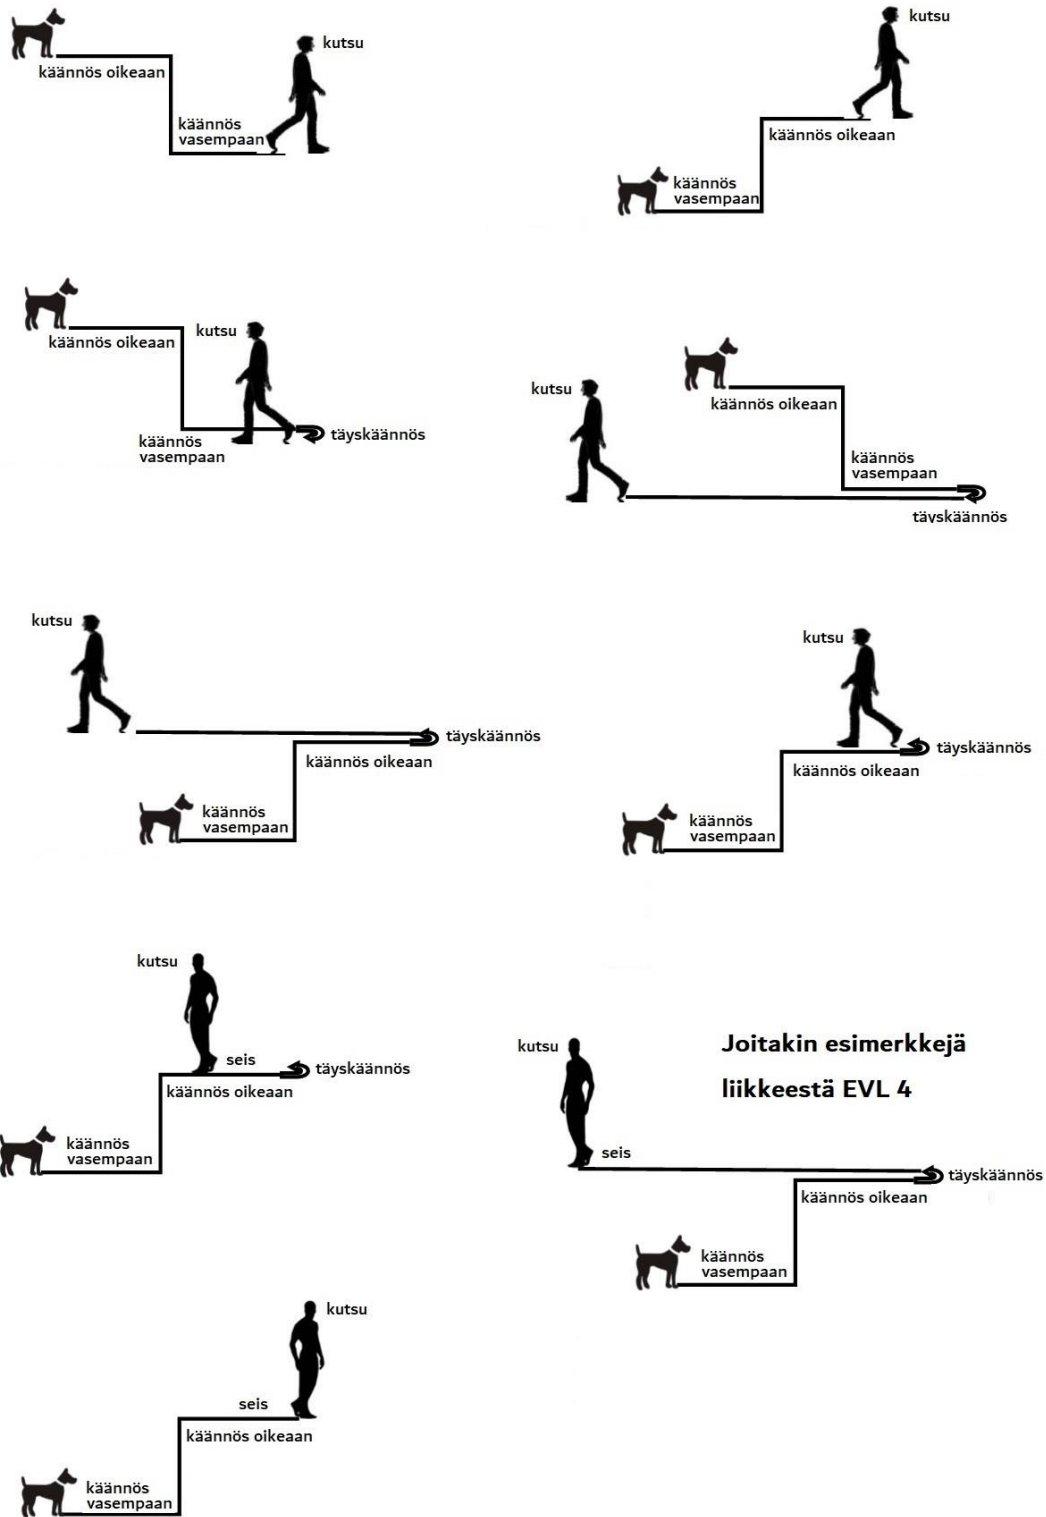 kutsu
käännös oikeaan
käännös
vasempaan
kutsu
käännös oikeaan
käännös
vasempaan
kutsu
käännös oikeaan
käännös
vasempaan
täyskäännös
kutsu
käännös oikeaan
käännös
vasempaan
täyskäännös
kutsu
täyskäännös
käännös oikeaan
käännös
vasempaan
kutsu
täyskäännös
käännös oikeaan
käännös
vasempaan
kutsu
seis
täyskäännös
käännös oikeaan
käännös
vasempaan
Joitakin esimerkkejä
liikkeestä EVL 4
kutsu
seis
täyskäännös
käännös oikeaan
käännös
vasempaan
kutsu
seis
käännös oikeaan
käännös
vasempaan